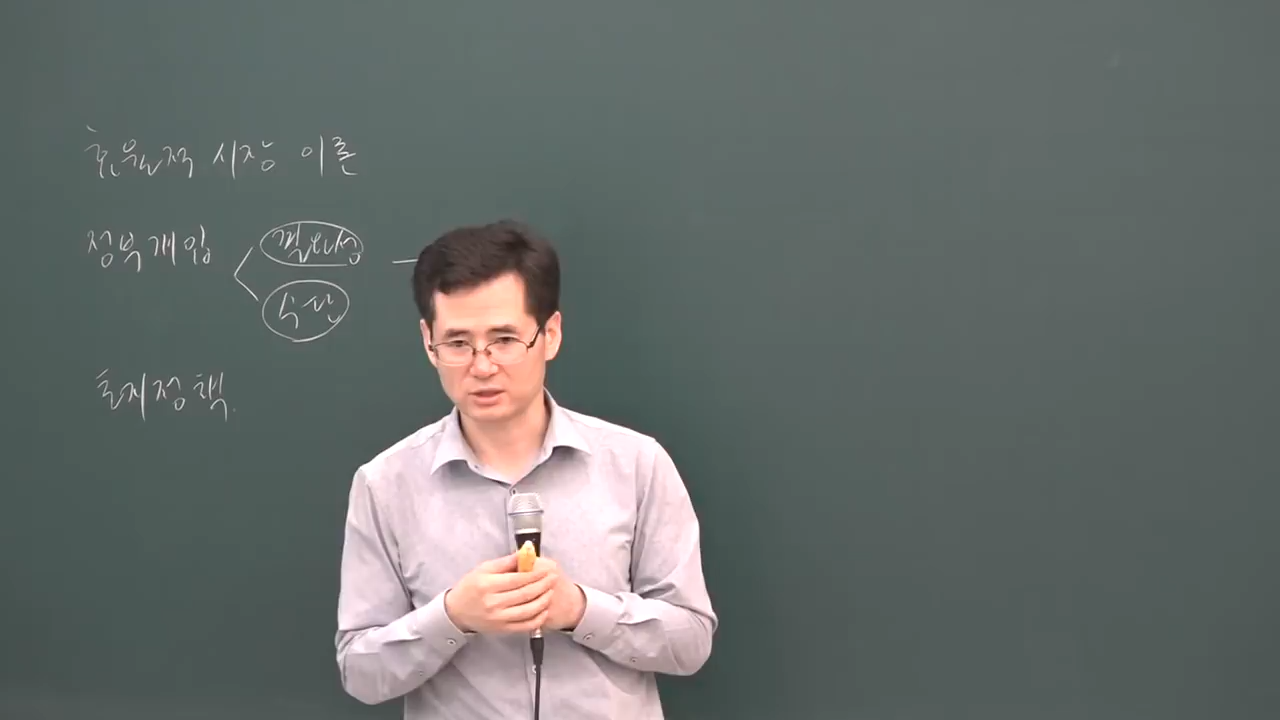 효율적 시장 이론
정부개입
필요성
수단
토지정책.